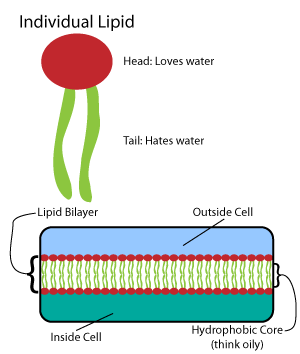 Individual Lipid
Head: Loves water
Tail: Hates water
Lipid Bilayer
Outside Cell
Inside Cell
Hydrophobic Core
(think oily)